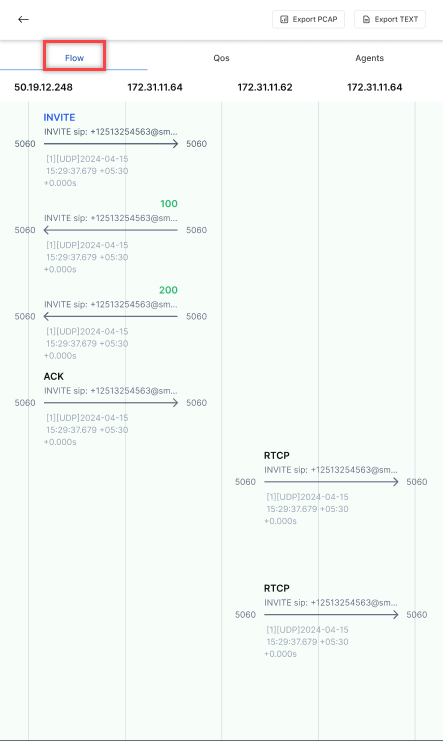 Export PCAP Export TEXT
Flow Qos Agents
50.19.12.248 172.31.11.64 172.31.11.62 172.31.11.64
INVITE
INVITE sip: +12513254563@sm...
5060 5060
[1][UDP]2024-04-15
15:29:37.679 +05:30
+0.000s
100
INVITE sip: +12513254563@sm...
5060 5060
[1][UDP]2024-04-15
15:29:37.679 +05:30
+0.000s
200
INVITE sip: +12513254563@sm...
5060 5060
[1][UDP]2024-04-15
15:29:37.679 +05:30
+0.000s
ACK
INVITE sip: +12513254563@sm...
5060 5060
[1][UDP]2024-04-15
15:29:37.679 +05:30
+0.000s
RTCP
INVITE sip: +12513254563@sm...
5060 5060
[1][UDP]2024-04-15
15:29:37.679 +05:30
+0.000s
RTCP
INVITE sip: +12513254563@sm...
5060 5060
[1][UDP]2024-04-15
15:29:37.679 +05:30
+0.000s